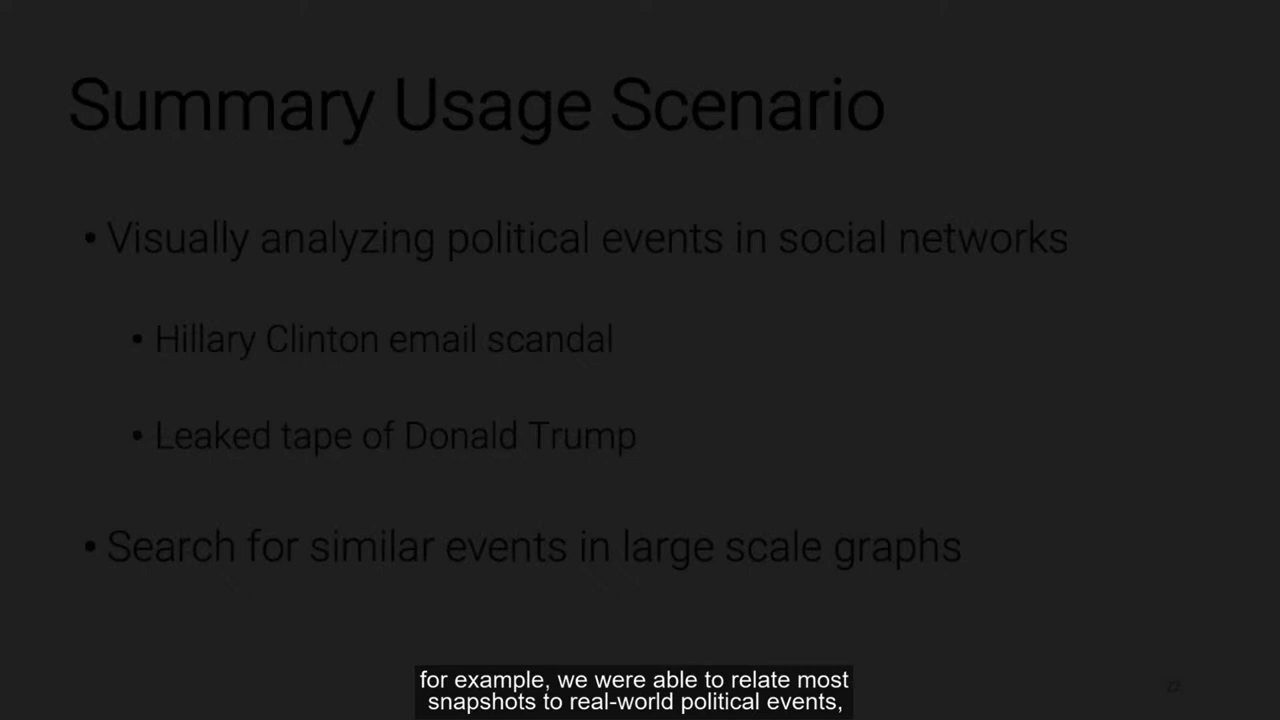 Summary Usage Scenario
• Visually analyzing political events in social networks
• Hillary Clinton email scandal
• Leaked tape of Donald Trump
• Search for similar events in large scale graphs
for example, we were able to relate most
snapshots to real-world political events,
22